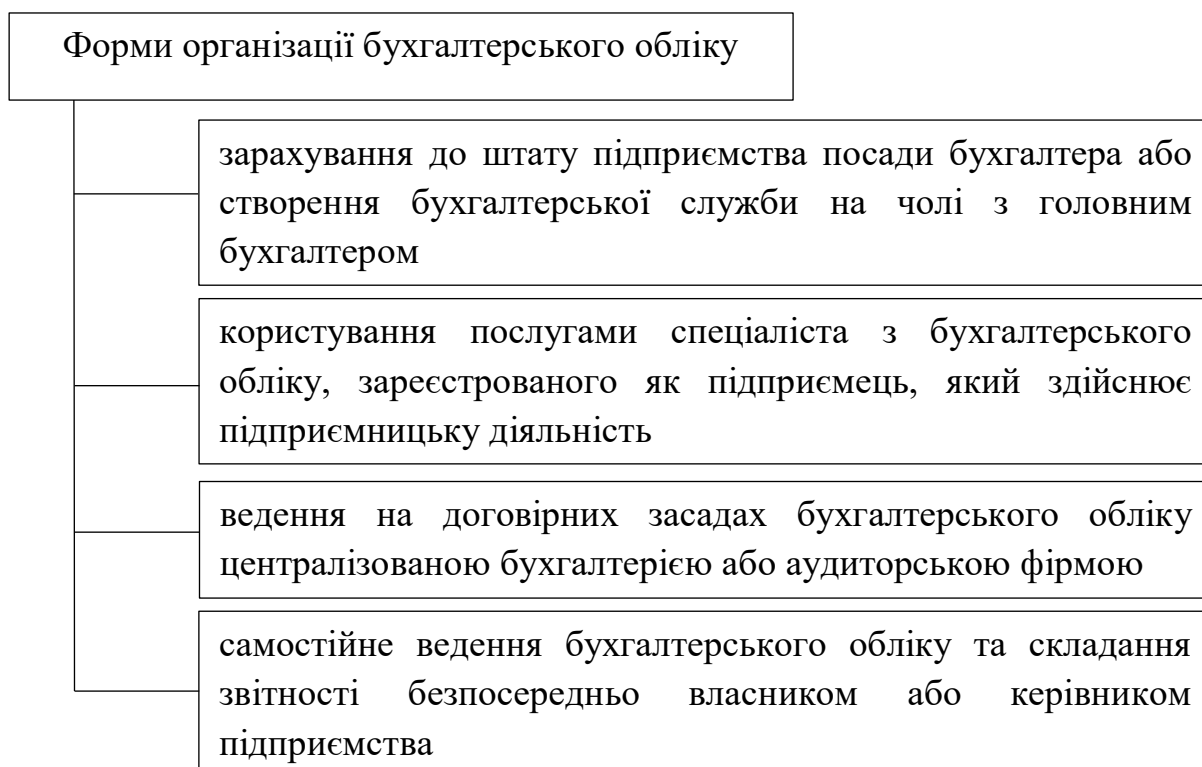 Форми організації бухгалтерського обліку
зарахування до штату підприємства посади бухгалтера або
створення бухгалтерської служби на чолі з головним
бухгалтером
користування послугами спеціаліста з бухгалтерського
обліку, зареєстрованого як підприємець, який здійснює
підприємницьку діяльність
ведення на договірних засадах бухгалтерського обліку
централізованою бухгалтерією або аудиторською фірмою
самостійне ведення бухгалтерського обліку та складання
звітності безпосередньо власником або керівником
підприємства